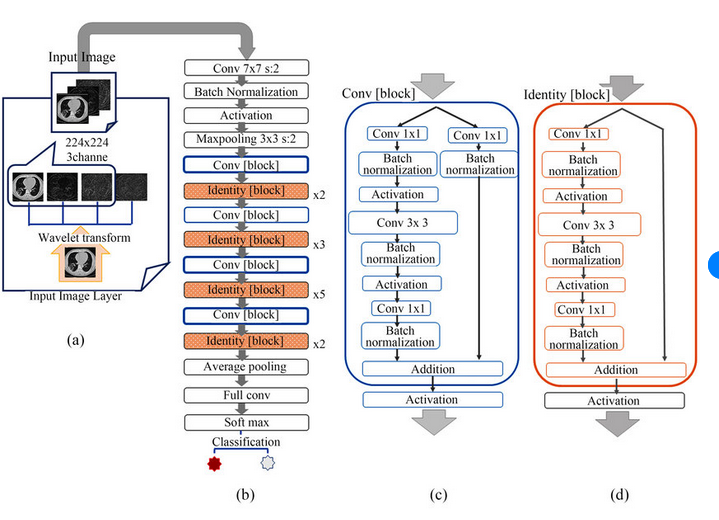 Input Image
224x224
3channe
Wavelet transform
Input Image Layer
(a)
Conv 7x7 s:2
Batch Normalization
Activation
Maxpooling 3x3 s:2
Conv [block]
Identity [block] x2
Conv [block]
Identity [block] x3
Conv [block]
Identity [block] x5
Conv [block]
Identity [block] x2
Average pooling
Full conv
Soft max
Classification
(b)
Conv [block]
Conv 1x1 Conv 1x1
Batch normalization Batch normalization
Activation
Conv 3x 3
Batch normalization
Activation
Conv 1x1
Batch normalization
Addition
Activation
(c)
Identity [block]
Conv 1x1
Batch normalization
Activation
Conv 3x 3
Batch normalization
Activation
Conv 1x1
Batch normalization
Addition
Activation
(d)